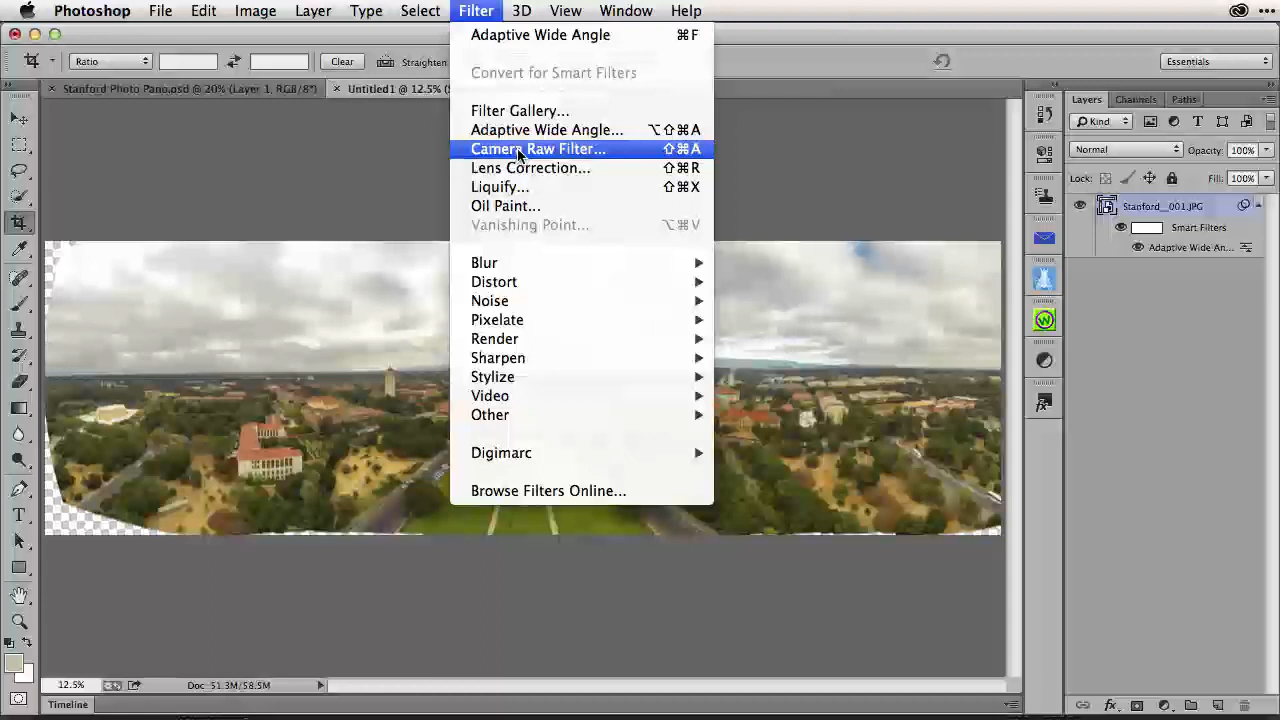 Photoshop File Edit Image Layer Type Select Filter 3D View Window Help
Adaptive Wide Angle ⌘F
Convert for Smart Filters
Filter Gallery...
Adaptive Wide Angle... ⌥⇧⌘A
Camera Raw Filter... ⇧⌘A
Lens Correction... ⇧⌘R
Liquify... ⇧⌘X
Oil Paint...
Vanishing Point... ⌥⌘V
Blur
Distort
Noise
Pixelate
Render
Sharpen
Stylize
Video
Other
Digimarc
Browse Filters Online...
Ratio Clear Straighten Essentials
Stanford Photo Pano.psd @ 20% (Layer 1, RGB/8*) Untitled1 @ 12.5%
Layers Channels Paths
Kind
Normal Opacity: 100%
Lock: Fill: 100%
Stanford__001.JPG
Smart Filters
Adaptive Wide An...
12.5% Doc: 51.3M/58.5M
Timeline